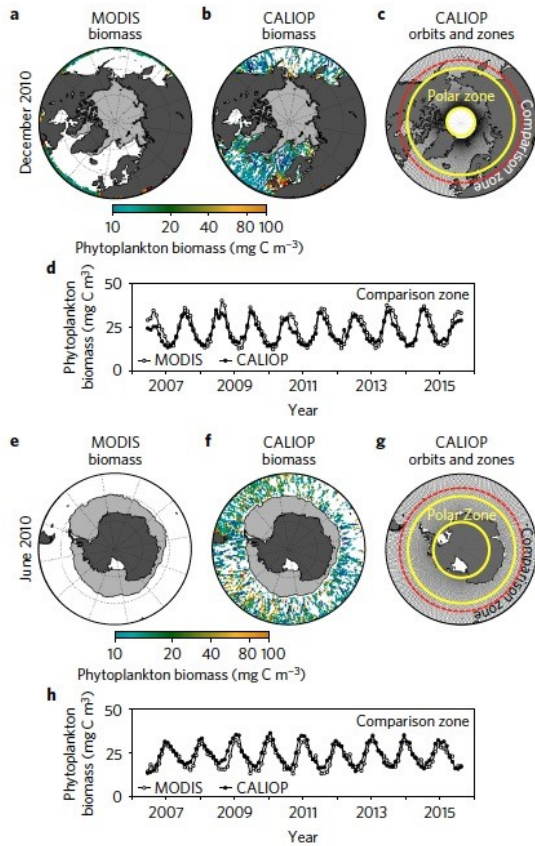 a MODIS biomass
b CALIOP biomass
c CALIOP orbits and zones
December 2010
Polar zone
Comparison zone
10 20 40 80 100
Phytoplankton biomass (mg C m⁻³)
d
Phytoplankton biomass (mg C m³)
50
25
0
Comparison zone
MODIS CALIOP
2007 2009 2011 2013 2015
Year
e MODIS biomass
f CALIOP biomass
g CALIOP orbits and zones
June 2010
Polar Zone
Comparison zone
10 20 40 80 100
Phytoplankton biomass (mg C m⁻³)
h
Phytoplankton biomass (mg C m³)
50
25
0
Comparison zone
MODIS CALIOP
2007 2009 2011 2013 2015
Year